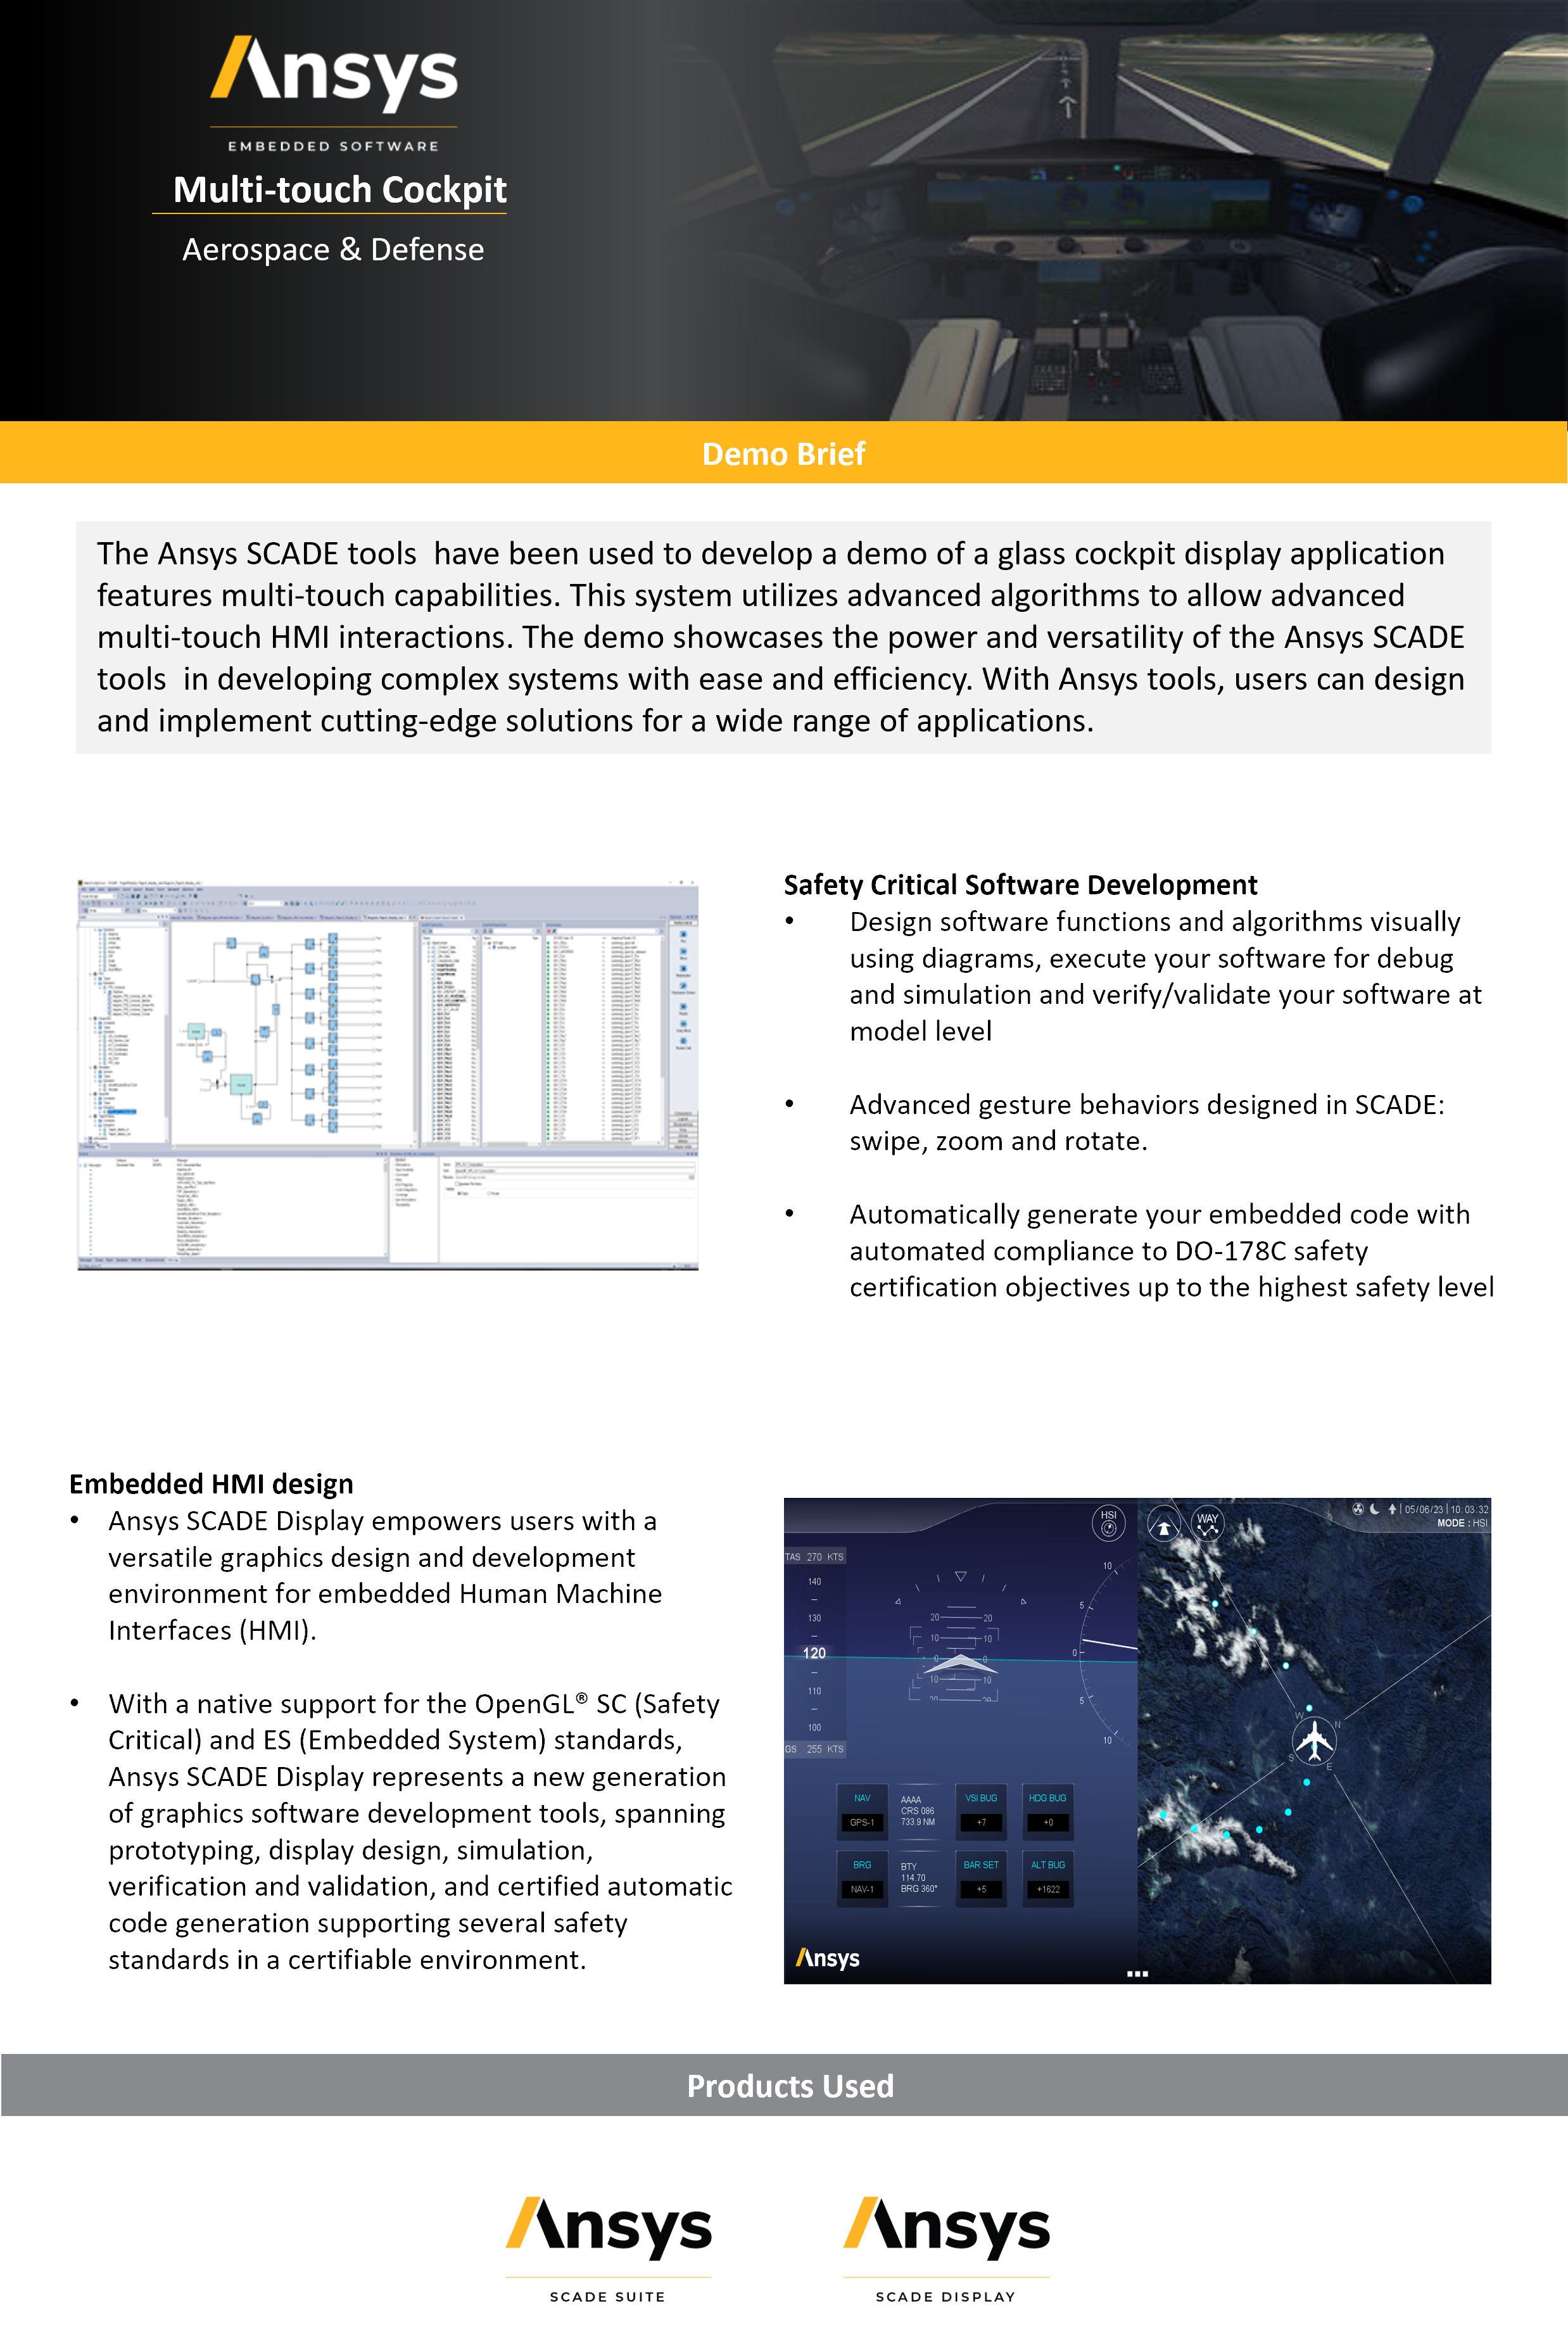 Ansys
EMBEDDED SOFTWARE
Multi-touch Cockpit
Aerospace & Defense
Demo Brief
The Ansys SCADE tools  have been used to develop a demo of a glass cockpit display application
features multi-touch capabilities. This system utilizes advanced algorithms to allow advanced
multi-touch HMI interactions. The demo showcases the power and versatility of the Ansys SCADE
tools  in developing complex systems with ease and efficiency. With Ansys tools, users can design
and implement cutting-edge solutions for a wide range of applications.
Safety Critical Software Development
• Design software functions and algorithms visually
using diagrams, execute your software for debug
and simulation and verify/validate your software at
model level
• Advanced gesture behaviors designed in SCADE:
swipe, zoom and rotate.
• Automatically generate your embedded code with
automated compliance to DO-178C safety
certification objectives up to the highest safety level
Embedded HMI design
• Ansys SCADE Display empowers users with a
versatile graphics design and development
environment for embedded Human Machine
Interfaces (HMI).
• With a native support for the OpenGL® SC (Safety
Critical) and ES (Embedded System) standards,
Ansys SCADE Display represents a new generation
of graphics software development tools, spanning
prototyping, display design, simulation,
verification and validation, and certified automatic
code generation supporting several safety
standards in a certifiable environment.
HSI
WAY
05/06/23 | 10:03:32
MODE : HSI
TAS 270 KTS
140
130
120
110
100
GS 255 KTS
20 20
10 10
0 0
10 10
20 20
10
5
0
5
10
W
N
S
E
NAV
GPS-1
AAAA
CRS 086
733.9 NM
VSI BUG
+7
HDG BUG
+0
BRG
NAV-1
BTY
114.70
BRG 360°
BAR SET
+5
ALT BUG
+1622
Ansys
Products Used
Ansys
SCADE SUITE
Ansys
SCADE DISPLAY